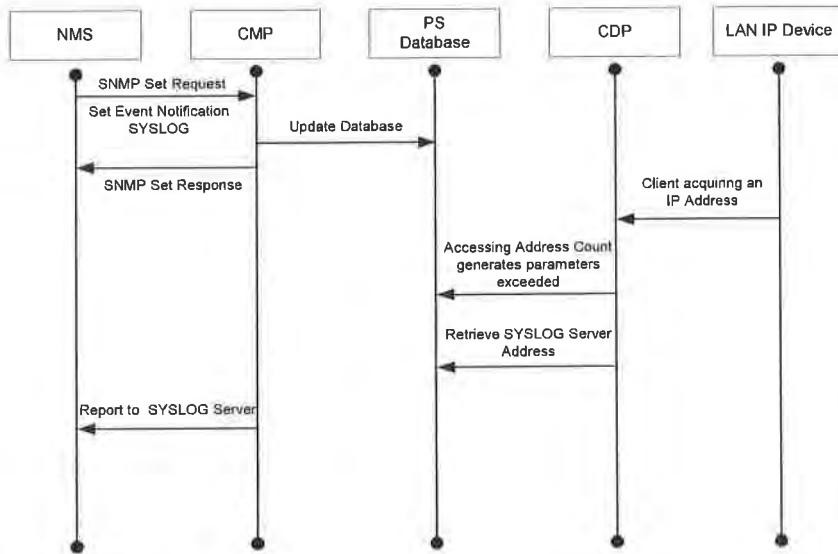 NMS
CMP
PS
Database
CDP
LAN IP Device
SNMP Set Request
Set Event Notification
SYSLOG
Update Database
SNMP Set Response
Client acquiring an
IP Address
Accessing Address Count
generates parameters
exceeded
Retrieve SYSLOG Server
Address
Report to SYSLOG Server